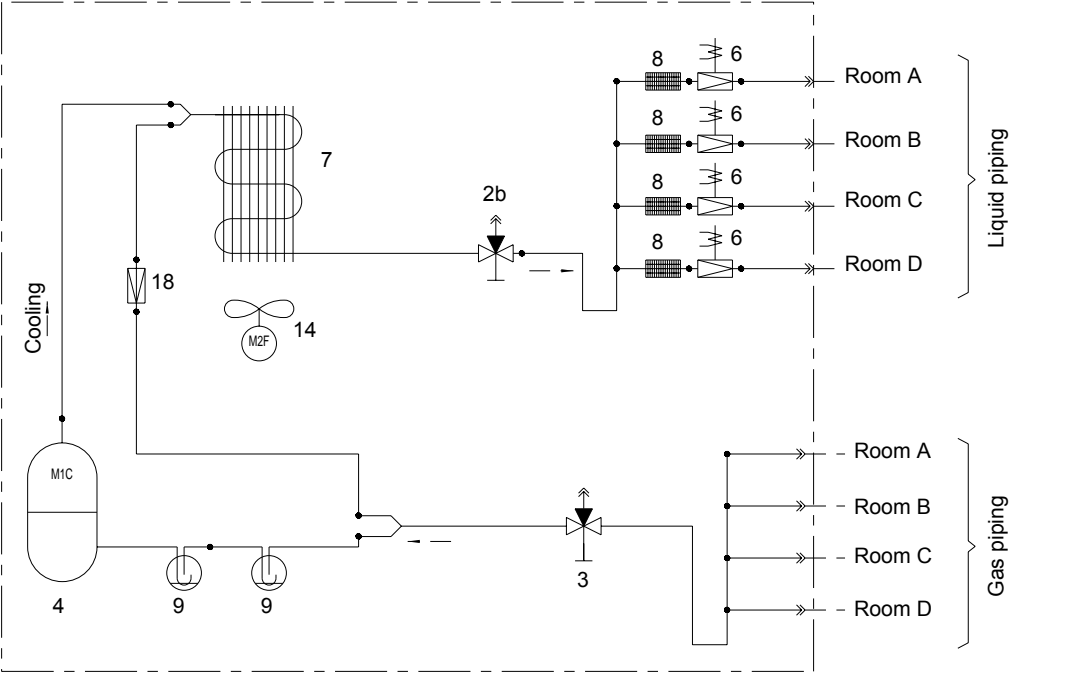 8
6
Room A
8
6
Room B
7
8
6
Room C
2b
8
6
Room D
Liquid piping
18
Cooling
14
M2F
M1C
Room A
Room B
Room C
Room D
Gas piping
3
4
9
9